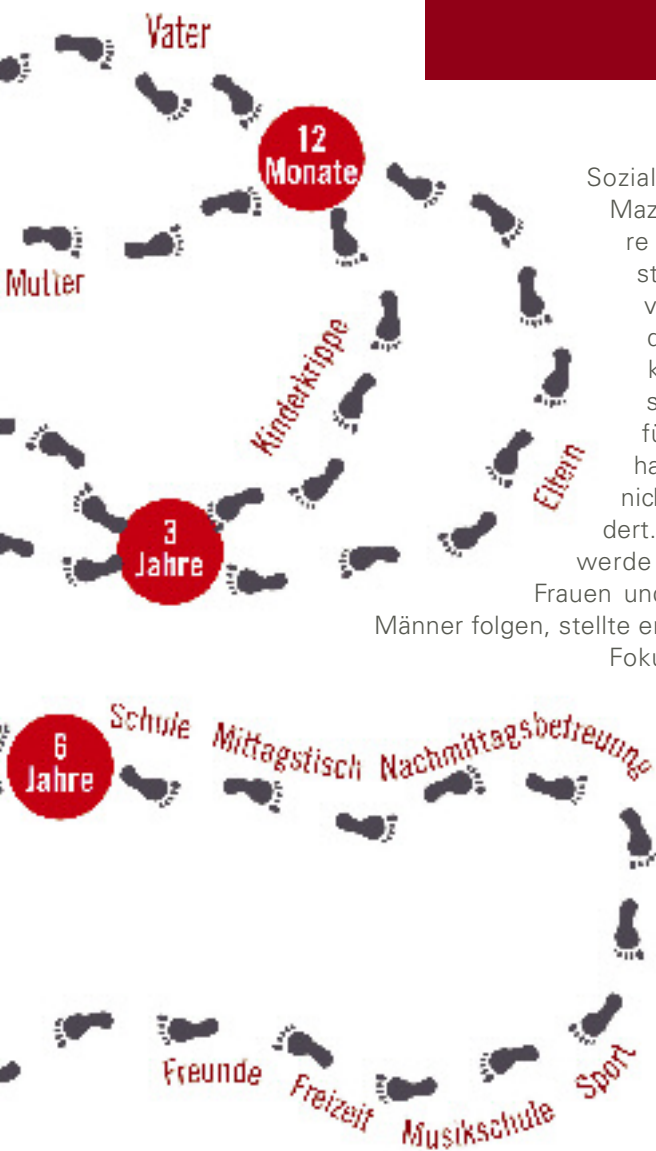 Vater
12
Monate
Mutter
Kinderkrippe
Eltern
3
Jahre
Sozial
Maz
re
st
v
k
s
fü
ha
nich
dert.
werde
Frauen und
Männer folgen, stellte er
Foku
6
Jahre
Schule Mittagstisch Nachmittagsbetreuung
Freunde Freizeit Musikschule Sport